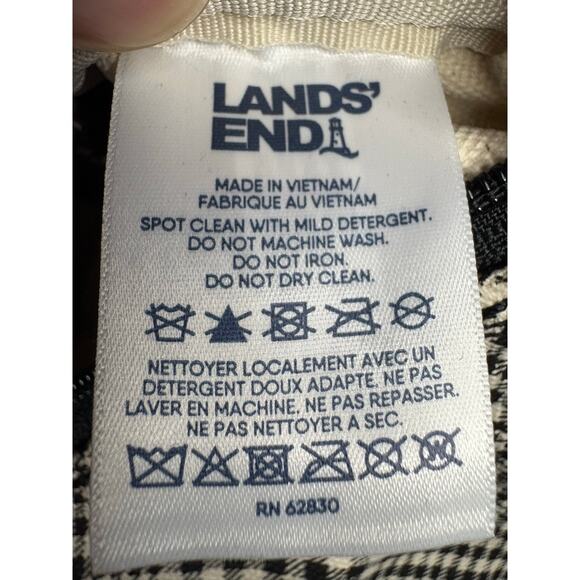 LANDS'
END
MADE IN VIETNAM/
FABRIQUE AU VIETNAM
SPOT CLEAN WITH MILD DETERGENT.
DO NOT MACHINE WASH.
DO NOT IRON.
DO NOT DRY CLEAN.
NETTOYER LOCALEMENT AVEC UN
DETERGENT DOUX ADAPTE, NE PAS
LAVER EN MACHINE, NE PAS REPASSER.
NE PAS NETTOYER A SEC.
W
RN 62830